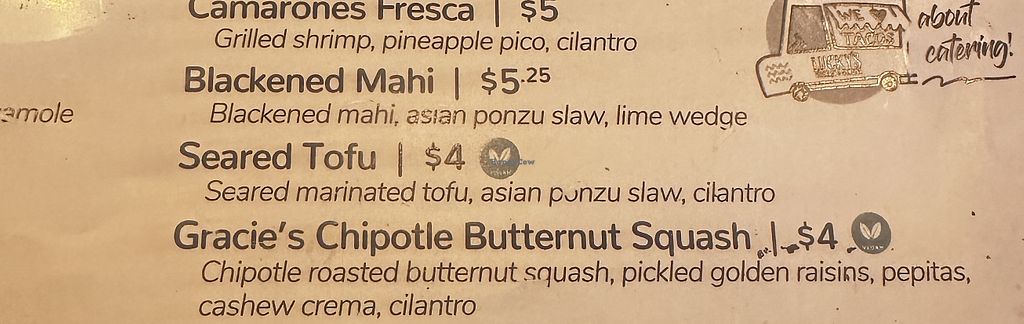 Camarones Fresca | $5
Grilled shrimp, pineapple pico, cilantro
Blackened Mahi | $5.25
Blackened mahi, asian ponzu slaw, lime wedge
Seared Tofu | $4
Seared marinated tofu, asian ponzu slaw, cilantro
Gracie's Chipotle Butternut Squash | $4
VEGAN
Chipotle roasted butternut squash, pickled golden raisins, pepitas,
cashew crema, cilantro
about
catering!
WE
TACOS
LUCKY'S